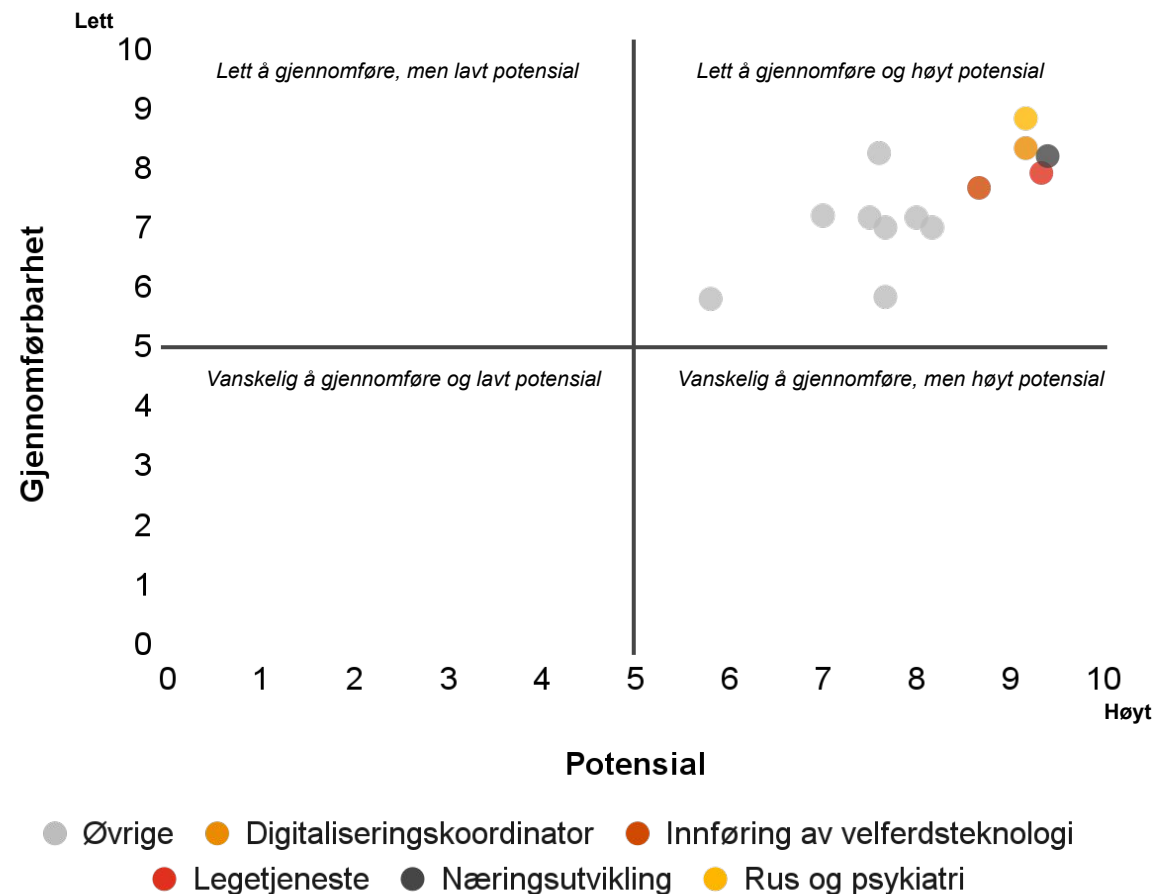 Lett
10
Lett å gjennomføre, men lavt potensial
Lett å gjennomføre og høyt potensial
9
8
7
6
5
Vanskelig å gjennomføre og lavt potensial
Vanskelig å gjennomføre, men høyt potensial
4
3
2
1
0
Gjennomførbarhet
0 1 2 3 4 5 6 7 8 9 10
Høyt
Potensial
Øvrige Digitaliseringskoordinator Innføring av velferdsteknologi
Legetjeneste Næringsutvikling Rus og psykiatri